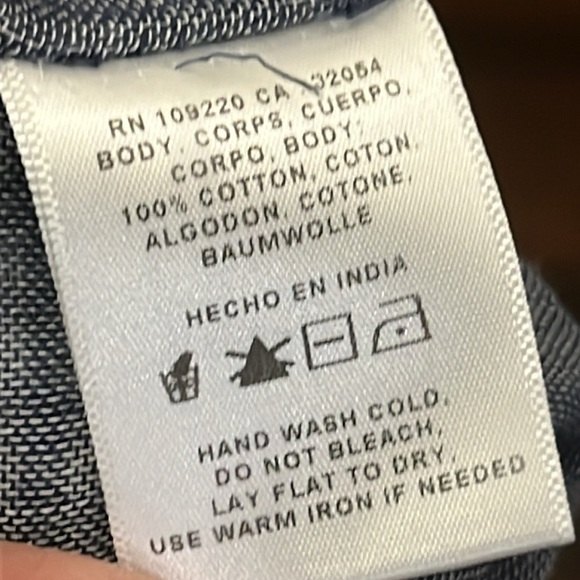 RN 109220 CA 32054
BODY, CORPS, CUERPO,
CORPO, BODY:
100% COTTON, COTON,
ALGODON, COTONE,
BAUMWOLLE
HECHO EN INDIA
HAND WASH COLD,
DO NOT BLEACH,
LAY FLAT TO DRY,
USE WARM IRON IF NEEDED